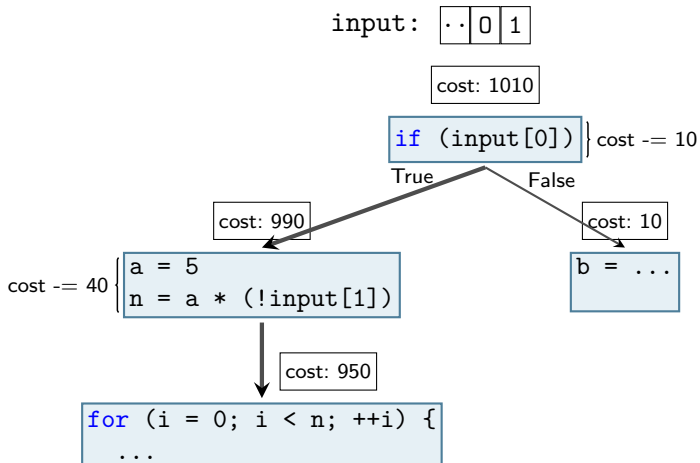 input: ·· 0 1
cost: 1010
if (input[0]) cost -= 10
True False
cost: 990 cost: 10
cost -= 40
a = 5
n = a * (!input[1])
b = ...
cost: 950
for (i = 0; i < n; ++i) {
...